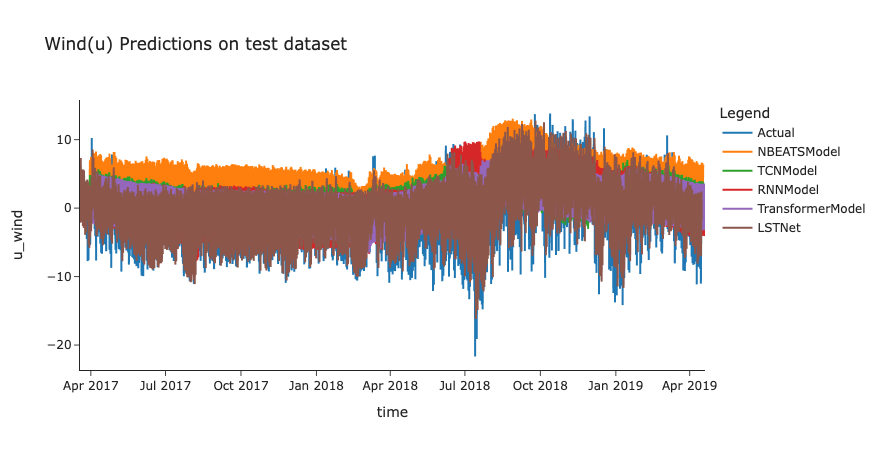 Wind(u) Predictions on test dataset
Legend
Actual
NBEATSModel
TCNModel
RNNModel
TransformerModel
LSTNet
u_wind
10
0
−10
−20
Apr 2017 Jul 2017 Oct 2017 Jan 2018 Apr 2018 Jul 2018 Oct 2018 Jan 2019 Apr 2019
time